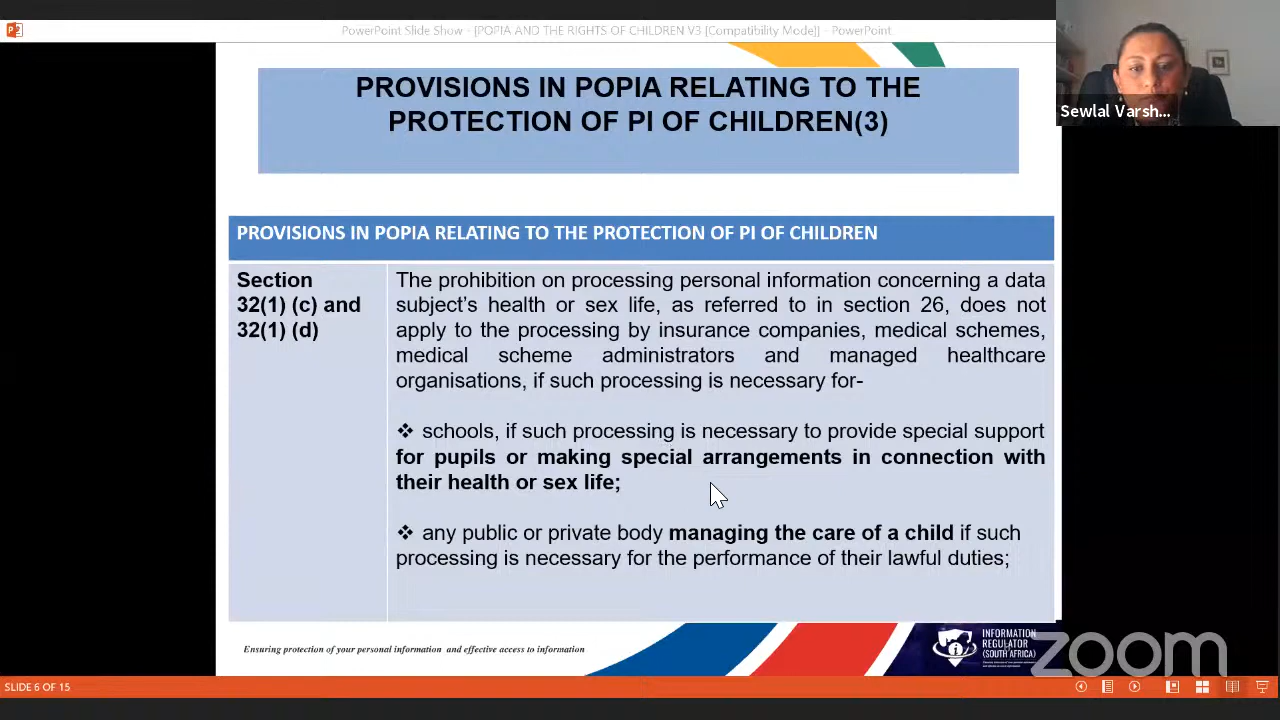 PowerPoint Slide Show - [POPIA AND THE RIGHTS OF CHILDREN V3 [Compatibility Mode]] - PowerPoint
PROVISIONS IN POPIA RELATING TO THE
PROTECTION OF PI OF CHILDREN(3)
Sewlal Varsh...
PROVISIONS IN POPIA RELATING TO THE PROTECTION OF PI OF CHILDREN
Section
32(1) (c) and
32(1) (d)
The prohibition on processing personal information concerning a data
subject's health or sex life, as referred to in section 26, does not
apply to the processing by insurance companies, medical schemes,
medical scheme administrators and managed healthcare
organisations, if such processing is necessary for-
❖ schools, if such processing is necessary to provide special support
for pupils or making special arrangements in connection with
their health or sex life;
❖ any public or private body managing the care of a child if such
processing is necessary for the performance of their lawful duties;
Ensuring protection of your personal information and effective access to information
INFORMATION
REGULATOR
(SOUTH AFRICA)
zoom
SLIDE 6 OF 15